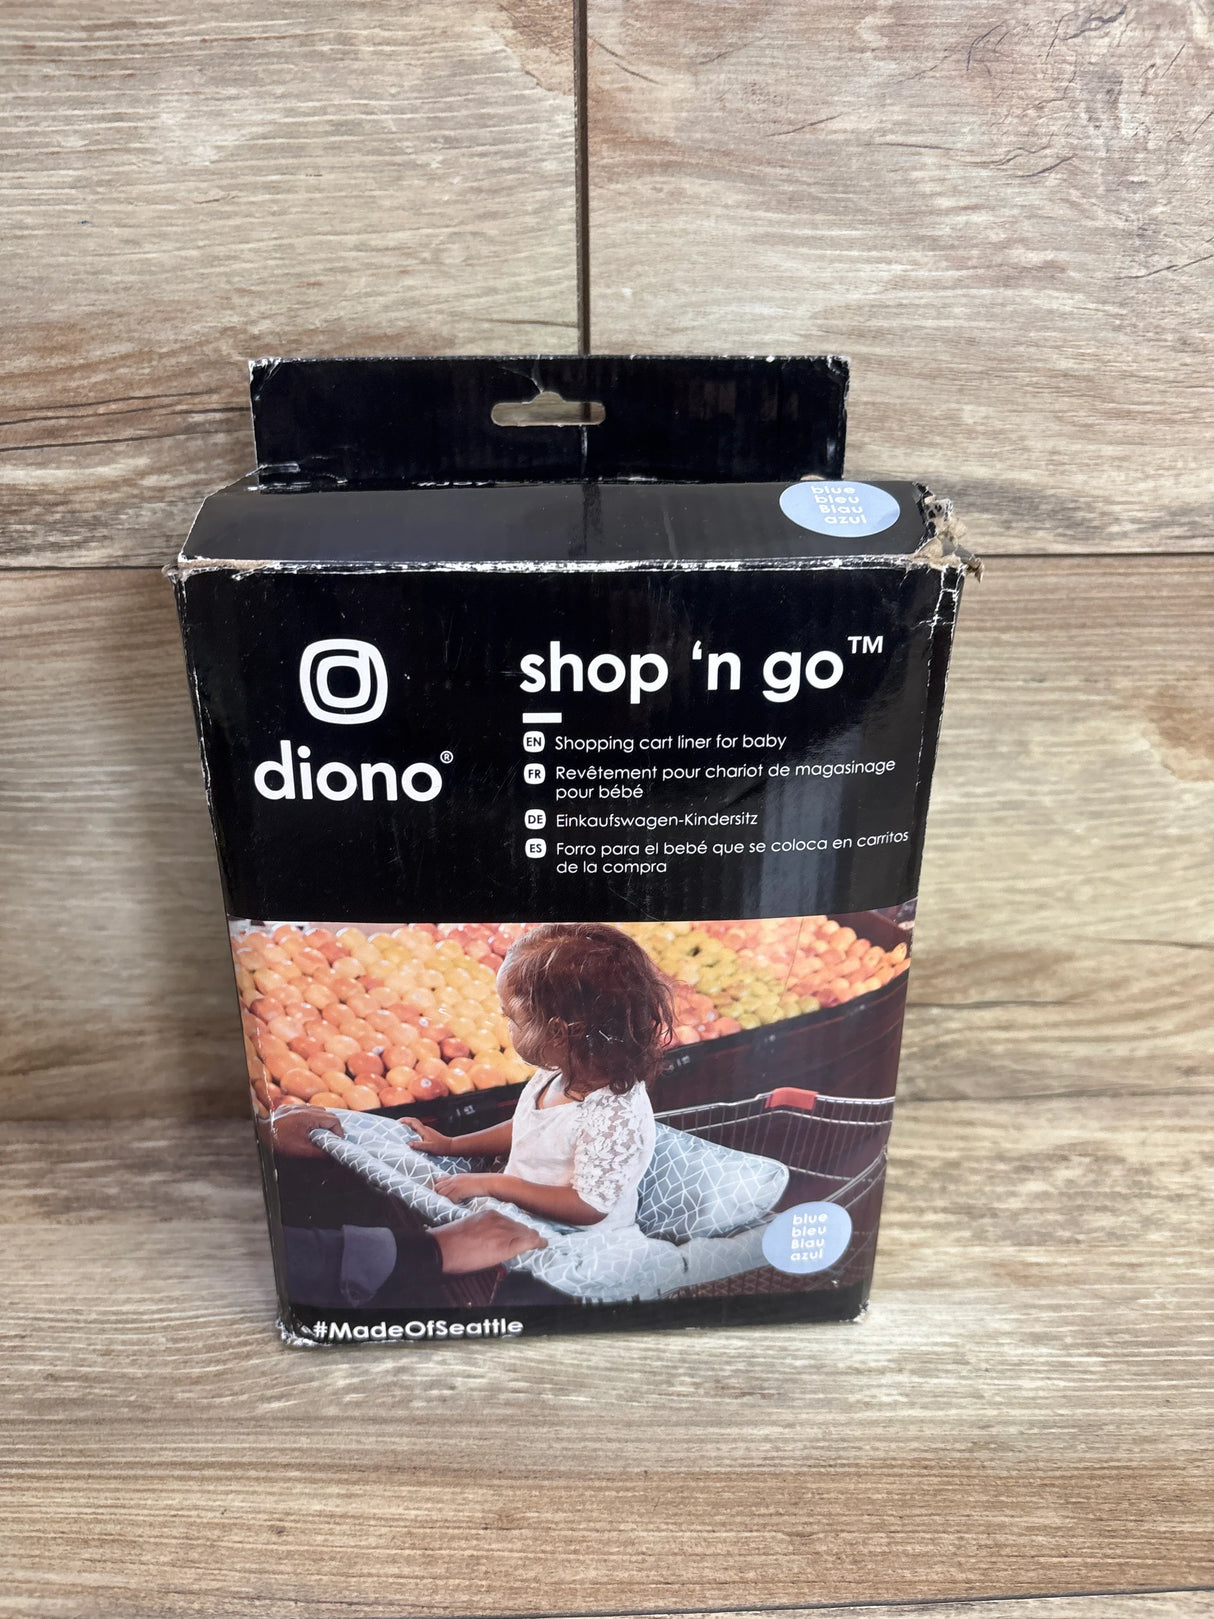 blue
bleu
Blau
azul
diono®
shop 'n go™
EN Shopping cart liner for baby
FR Revêtement pour chariot de magasinage
pour bébé
DE Einkaufswagen-Kindersitz
ES Forro para el bebé que se coloca en carritos
de la compra
blue
bleu
Blau
azul
#MadeOfSeattle